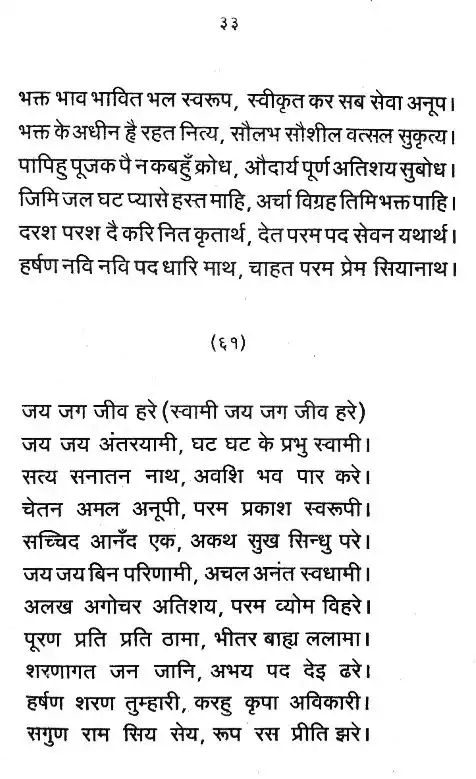 ३३
भक्त भाव भावित भल स्वरूप, स्वीकृत कर सब सेवा अनूप।
भक्त के अधीन ह्वै रहत नित्य, सौलभ सौशील वत्सल सुकृत्य।
पापिहु पूजक पै न कबहुँ क्रोध, औदार्य पूर्ण अतिशय सुबोध।
जिमि जल घट प्यासे हस्त माहि, अर्चा विग्रह तिमि भक्त पाहि।
दरश परश दै करि नित कृतार्थ, देत परम पद सेवन यथार्थ।
हर्षण नवि नवि पद धारि माथ, चाहत परम प्रेम सियानाथ।
(६१)
जय जग जीव हरे (स्वामी जय जग जीव हरे)
जय जय अंतरयामी, घट घट के प्रभु स्वामी।
सत्य सनातन नाथ, अवशि भव पार करे।
चेतन अमल अनूपी, परम प्रकाश स्वरूपी।
सच्चिद आनँद एक, अकथ सुख सिन्धु परे।
जय जय बिन परिणामी, अचल अनंत स्वधामी।
अलख अगोचर अतिशय, परम व्योम विहरे।
पूरण प्रति प्रति ठामा, भीतर बाह्य ललामा।
शरणागत जन जानि, अभय पद देइ ढरे।
हर्षण शरण तुम्हारी, करहु कृपा अविकारी।
सगुण राम सिय सेय, रूप रस प्रीति झरे।